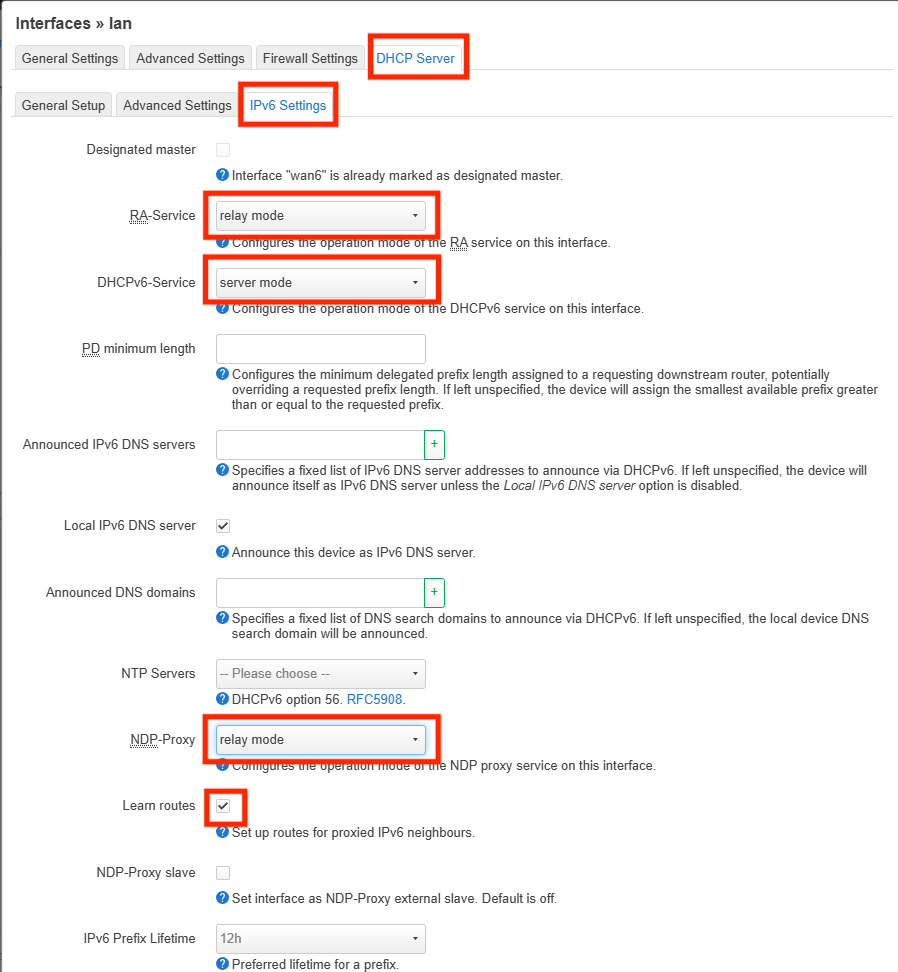 Interfaces » lan
General Settings Advanced Settings Firewall Settings DHCP Server
General Setup Advanced Settings IPv6 Settings
Designated master
Interface "wan6" is already marked as designated master.
RA-Service relay mode
Configures the operation mode of the RA service on this interface.
DHCPv6-Service server mode
Configures the operation mode of the DHCPv6 service on this interface.
PD minimum length
Configures the minimum delegated prefix length assigned to a requesting downstream router, potentially
overriding a requested prefix length. If left unspecified, the device will assign the smallest available prefix greater
than or equal to the requested prefix.
Announced IPv6 DNS servers +
Specifies a fixed list of IPv6 DNS server addresses to announce via DHCPv6. If left unspecified, the device will
announce itself as IPv6 DNS server unless the Local IPv6 DNS server option is disabled.
Local IPv6 DNS server
Announce this device as IPv6 DNS server.
Announced DNS domains +
Specifies a fixed list of DNS search domains to announce via DHCPv6. If left unspecified, the local device DNS
search domain will be announced.
NTP Servers -- Please choose --
DHCPv6 option 56. RFC5908.
NDP-Proxy relay mode
Configures the operation mode of the NDP proxy service on this interface.
Learn routes
Set up routes for proxied IPv6 neighbours.
NDP-Proxy slave
Set interface as NDP-Proxy external slave. Default is off.
IPv6 Prefix Lifetime 12h
Preferred lifetime for a prefix.